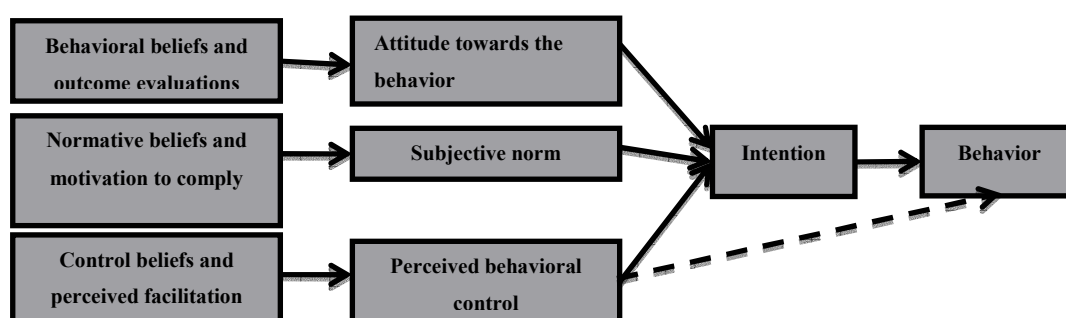 Behavioral beliefs and
outcome evaluations
Attitude towards the
behavior
Normative beliefs and
motivation to comply
Subjective norm
Intention
Behavior
Control beliefs and
perceived facilitation
Perceived behavioral
control